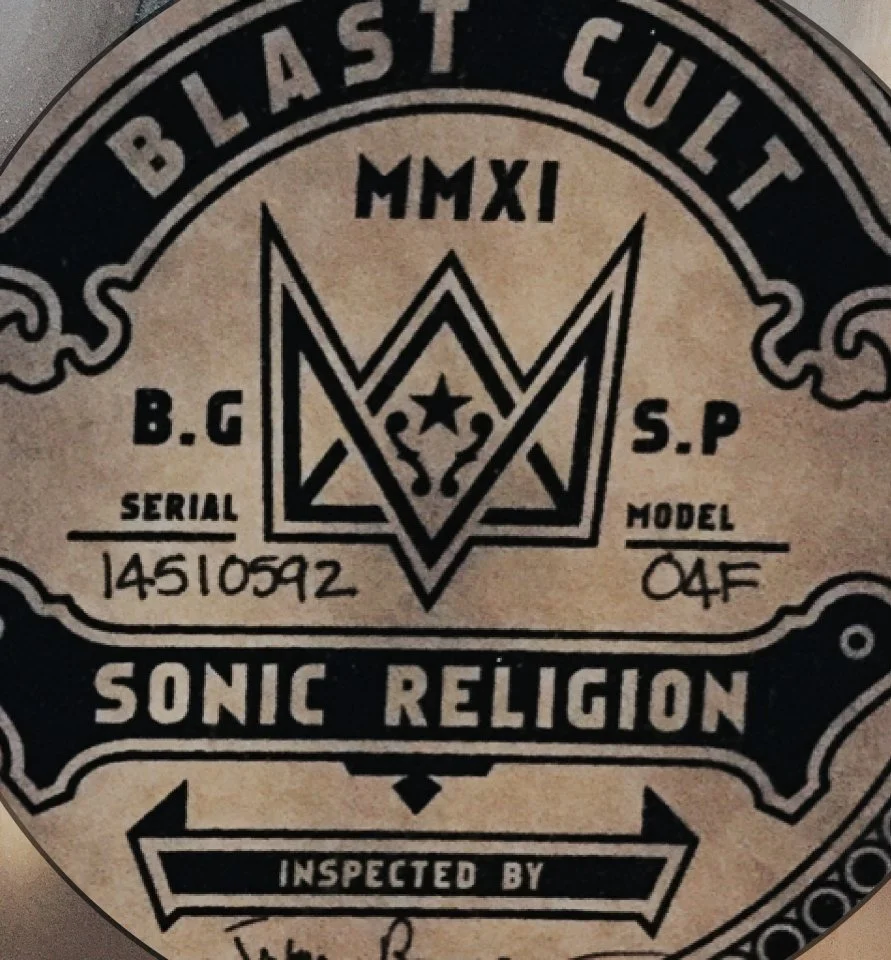 BLAST CULT
MMXI
B.G S.P
SERIAL MODEL
14510592 04F
SONIC RELIGION
INSPECTED BY